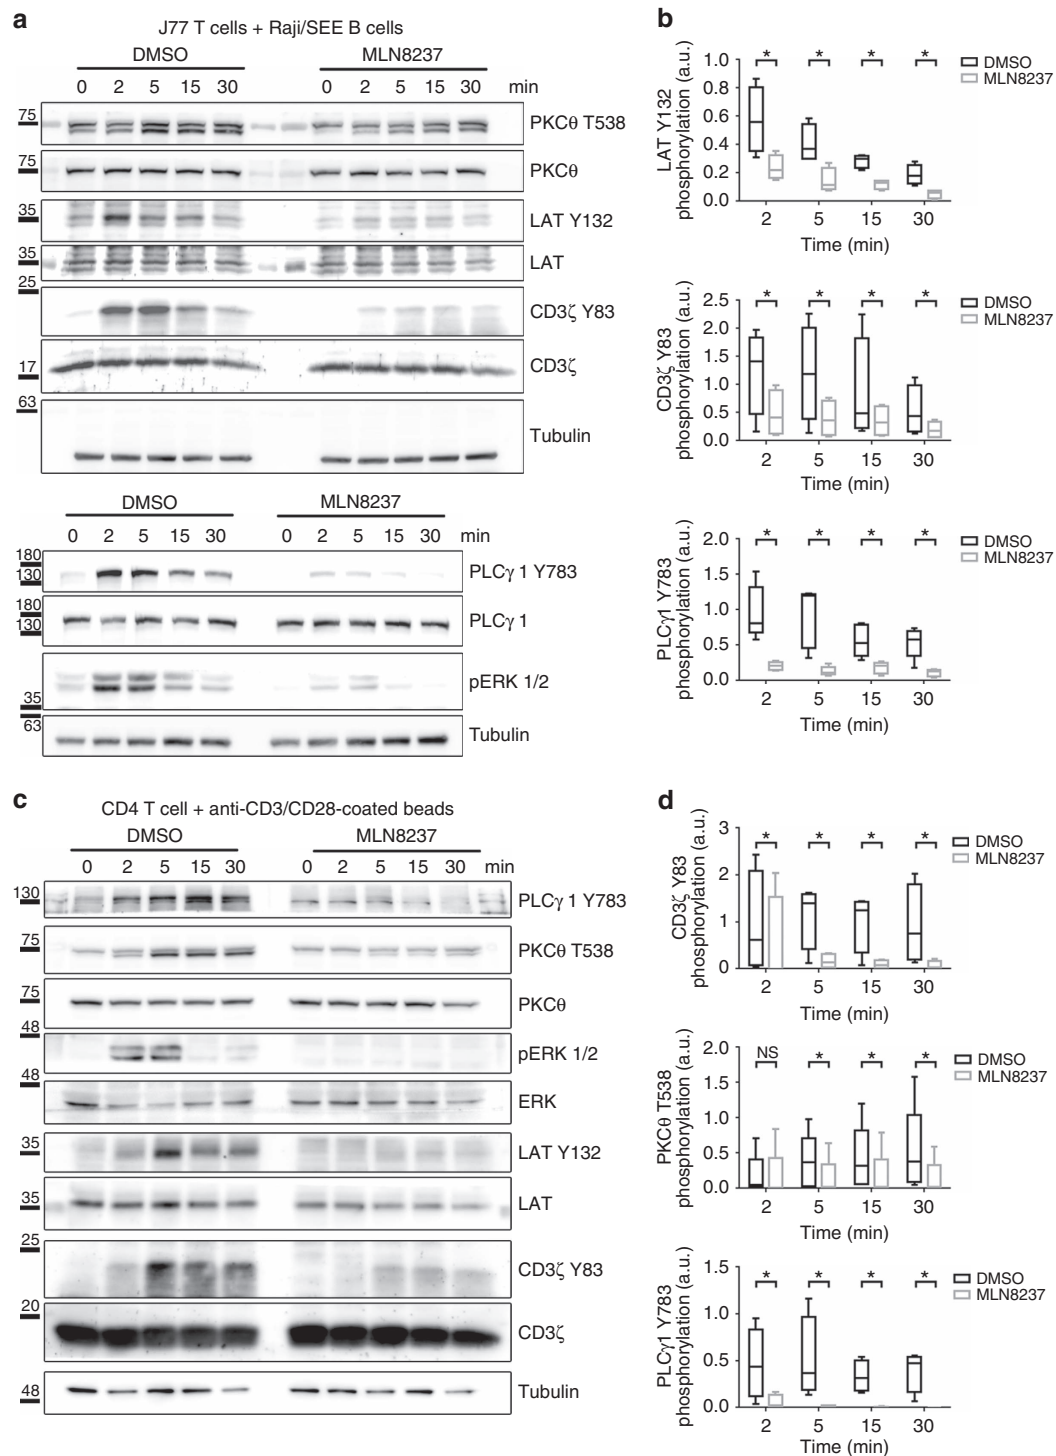 a
J77 T cells + Raji/SEE B cells
DMSO MLN8237
0 2 5 15 30 0 2 5 15 30 min
75 PKCθ T538
75 PKCθ
35 LAT Y132
35 LAT
25 CD3ζ Y83
17 CD3ζ
63 Tubulin
DMSO MLN8237
0 2 5 15 30 0 2 5 15 30 min
180
130 PLCγ 1 Y783
180
130 PLCγ 1
pERK 1/2
35
63 Tubulin
b
LAT Y132
phosphorylation (a.u.)
1.0
0.8
0.6
0.4
0.2
0.0
* * * *
DMSO
MLN8237
2 5 15 30
Time (min)
CD3ζ Y83
phosphorylation (a.u.)
2.5
2.0
1.5
1.0
0.5
0.0
* * * *
DMSO
MLN8237
2 5 15 30
Time (min)
PLCγ1 Y783
phosphorylation (a.u.)
2.0
1.5
1.0
0.5
0.0
* * * *
DMSO
MLN8237
2 5 15 30
Time (min)
c
CD4 T cell + anti-CD3/CD28-coated beads
DMSO MLN8237
0 2 5 15 30 0 2 5 15 30 min
130 PLCγ 1 Y783
75 PKCθ T538
75 PKCθ
48 pERK 1/2
48 ERK
35 LAT Y132
35 LAT
25 CD3ζ Y83
20 CD3ζ
48 Tubulin
d
CD3ζ Y83
phosphorylation (a.u.)
3
2
1
0
* * * *
DMSO
MLN8237
2 5 15 30
Time (min)
PKCθ T538
phosphorylation (a.u.)
2.0
1.5
1.0
0.5
0.0
NS * * *
DMSO
MLN8237
2 5 15 30
Time (min)
PLCγ1 Y783
phosphorylation (a.u.)
1.5
1.0
0.5
0.0
* * * *
DMSO
MLN8237
2 5 15 30
Time (min)